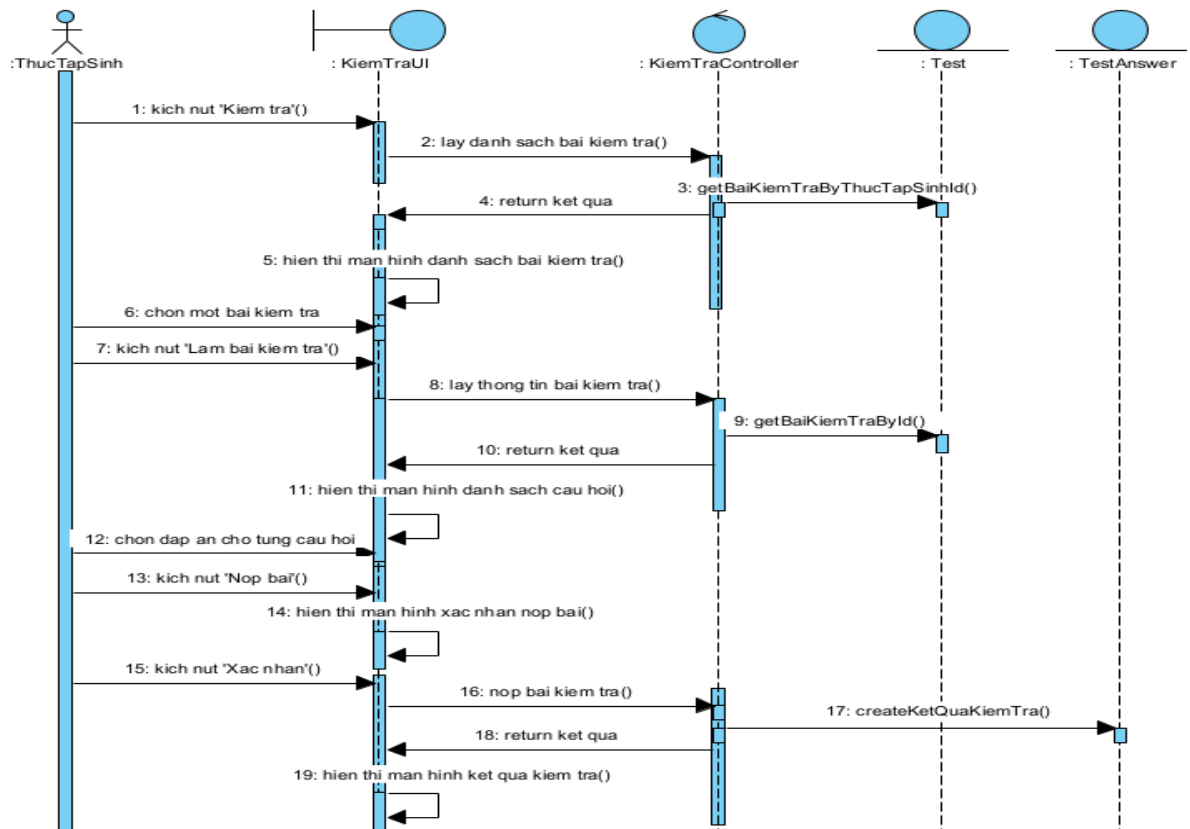 :ThucTapSinh
: KiemTraUI
: KiemTraController
: Test
: TestAnswer
1: kich nut "Kiem tra"()
2: lay danh sach bai kiem tra()
3: getBaiKiemTraByThucTapSinhId()
4: return ket qua
5: hien thi man hinh danh sach bai kiem tra()
6: chon mot bai kiem tra
7: kich nut "Lam bai kiem tra"()
8: lay thong tin bai kiem tra()
9: getBaiKiemTraById()
10: return ket qua
11: hien thi man hinh danh sach cau hoi()
12: chon dap an cho tung cau hoi
13: kich nut "Nop bai"()
14: hien thi man hinh xac nhan nop bai()
15: kich nut "Xac nhan"()
16: nop bai kiem tra()
17: createKetQuaKiemTra()
18: return ket qua
19: hien thi man hinh ket qua kiem tra()